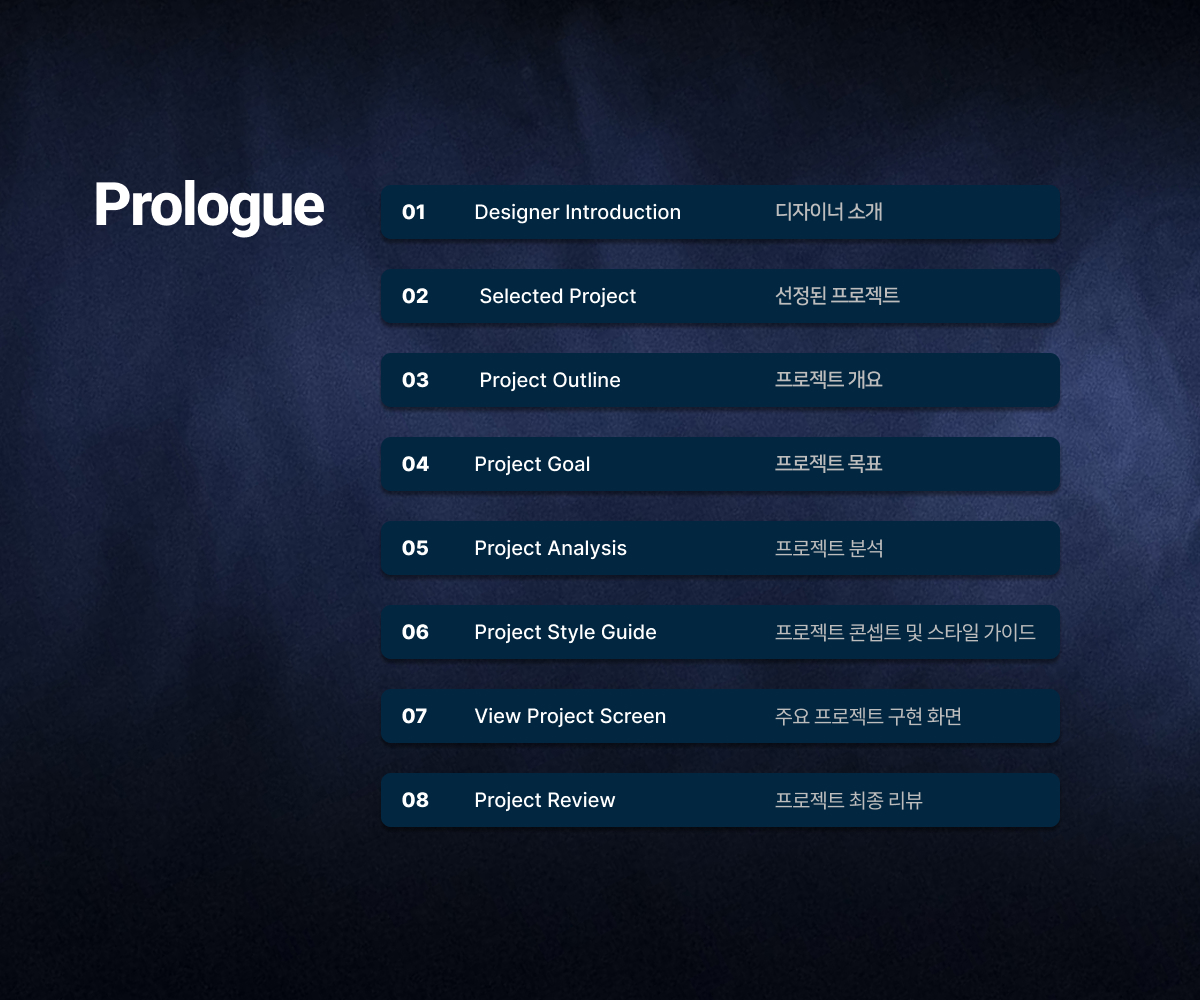 Prologue
01 Designer Introduction 디자이너 소개
02 Selected Project 선정된 프로젝트
03 Project Outline 프로젝트 개요
04 Project Goal 프로젝트 목표
05 Project Analysis 프로젝트 분석
06 Project Style Guide 프로젝트 콘셉트 및 스타일 가이드
07 View Project Screen 주요 프로젝트 구현 화면
08 Project Review 프로젝트 최종 리뷰